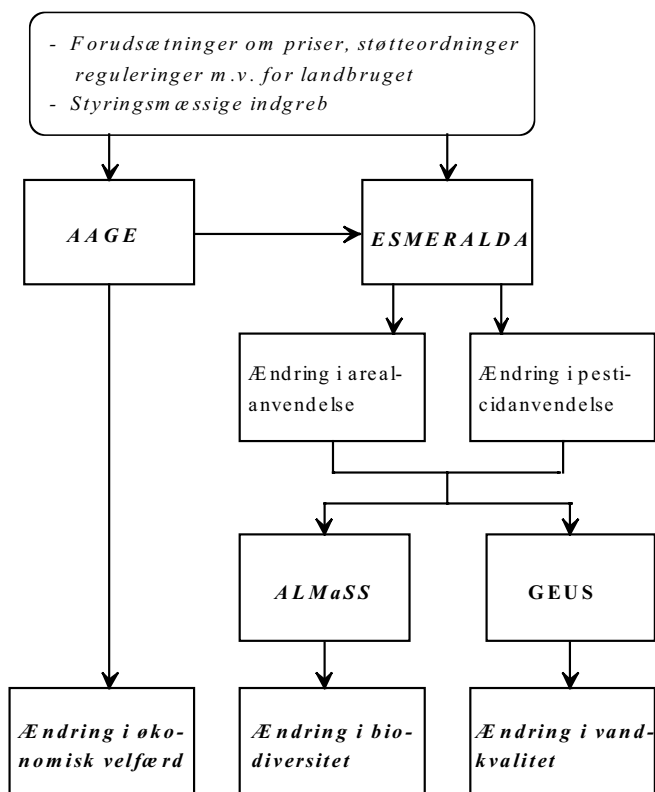 - Forudsætninger om priser, støtteordninger
reguleringer m.v. for landbruget
- Styringsmæssige indgreb
AAGE
ESMERALDA
Ændring i areal-
anvendelse
Ændring i pesti-
cidanvendelse
ALMaSS
GEUS
Ændring i øko-
nomisk velfærd
Ændring i bio-
diversitet
Ændring i vand-
kvalitet